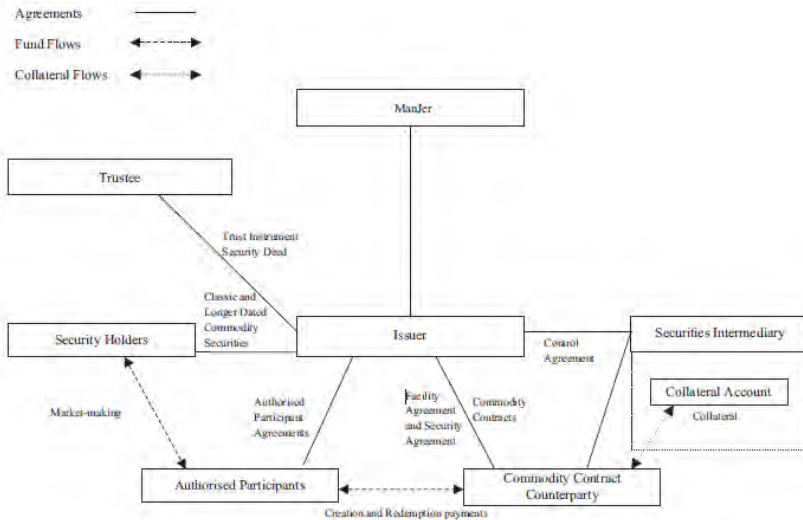 Agreements
Fund Flows
Collateral Flows
ManJer
Trustee
Trust Instrument
Security Deed
Classic and
Longer Dated
Commodity
Securities
Security Holders
Issuer
Control
Agreement
Securities Intermediary
Collateral Account
Collateral
Market-making
Authorised
Participant
Agreements
Facility
Agreement
and Security
Agreement
Commodity
Contracts
Authorised Participants
Commodity Contract
Counterparty
Creation and Redemption payments